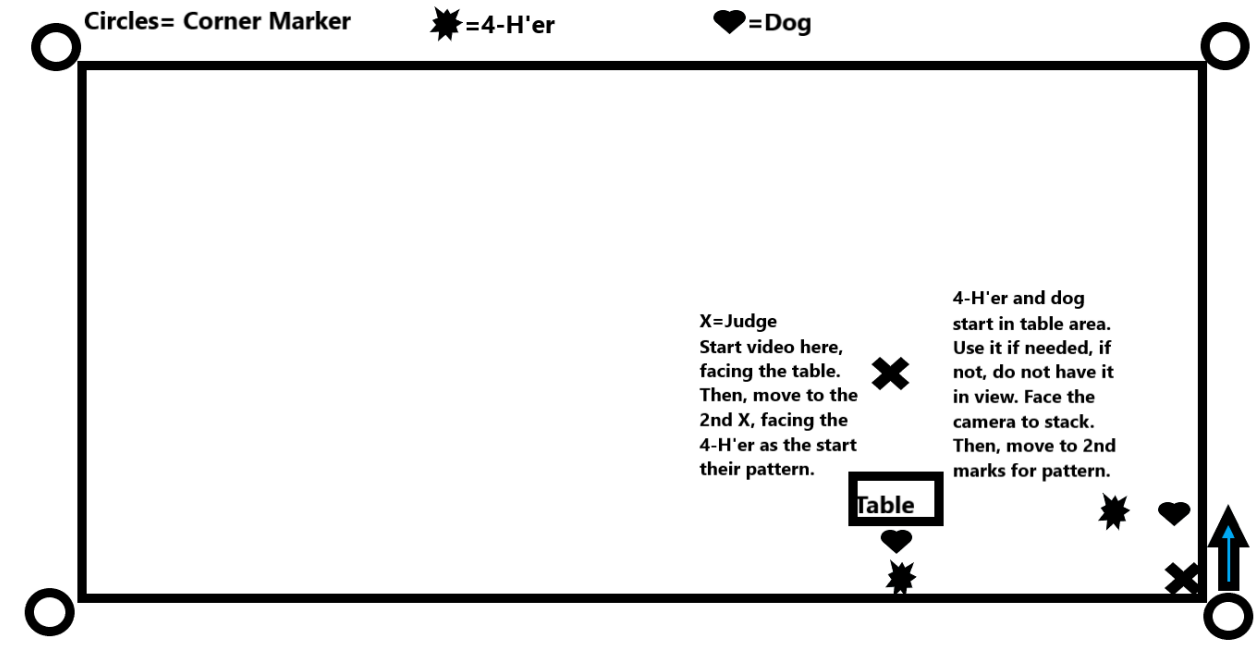 Circles= Corner Marker
=4-H'er
=Dog
X=Judge
Start video here,
facing the table.
Then, move to the
2nd X, facing the
4-H'er as the start
their pattern.
4-H'er and dog
start in table area.
Use it if needed, if
not, do not have it
in view. Face the
camera to stack.
Then, move to 2nd
marks for pattern.
Table